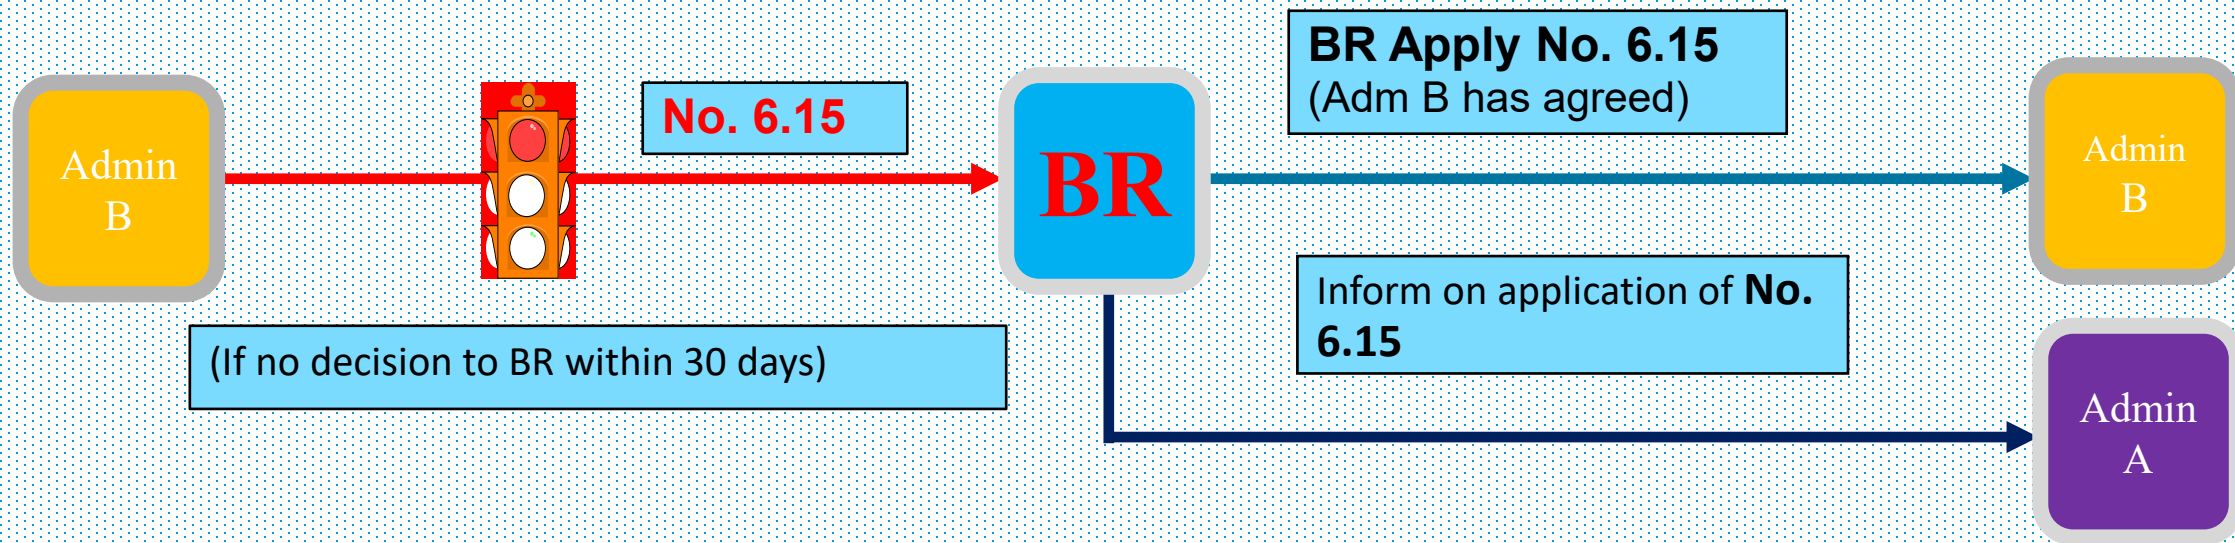 Admin
B
No. 6.15
(If no decision to BR within 30 days)
BR
BR Apply No. 6.15
(Adm B has agreed)
Inform on application of No.
6.15
Admin
B
Admin
A